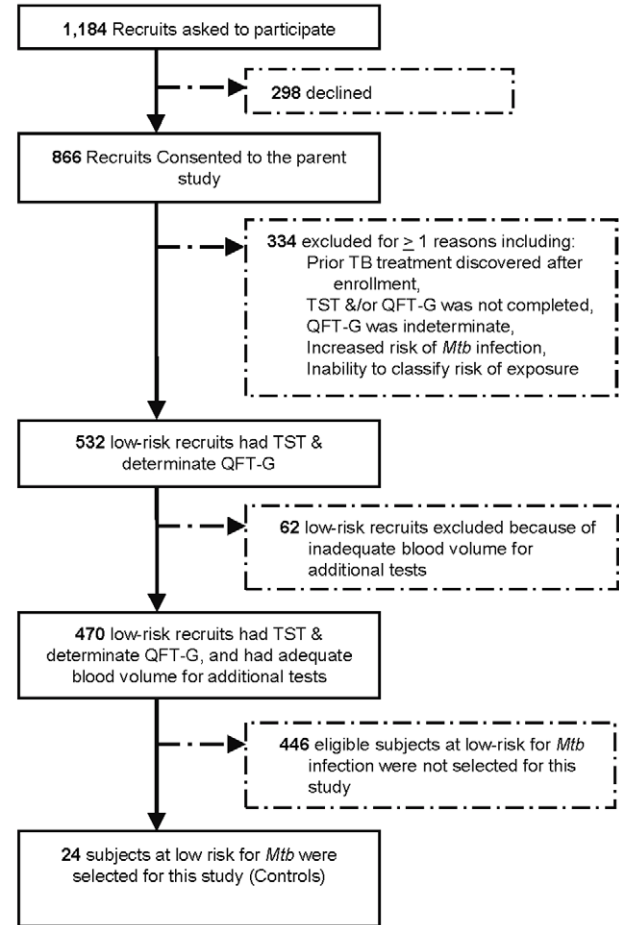 1,184 Recruits asked to participate
298 declined
866 Recruits Consented to the parent
study
334 excluded for ≥ 1 reasons including:
Prior TB treatment discovered after
enrollment,
TST &/or QFT-G was not completed,
QFT-G was indeterminate,
Increased risk of Mtb infection,
Inability to classify risk of exposure
532 low-risk recruits had TST &
determinate QFT-G
62 low-risk recruits excluded because of
inadequate blood volume for
additional tests
470 low-risk recruits had TST &
determinate QFT-G, and had adequate
blood volume for additional tests
446 eligible subjects at low-risk for Mtb
infection were not selected for this
study
24 subjects at low risk for Mtb were
selected for this study (Controls)